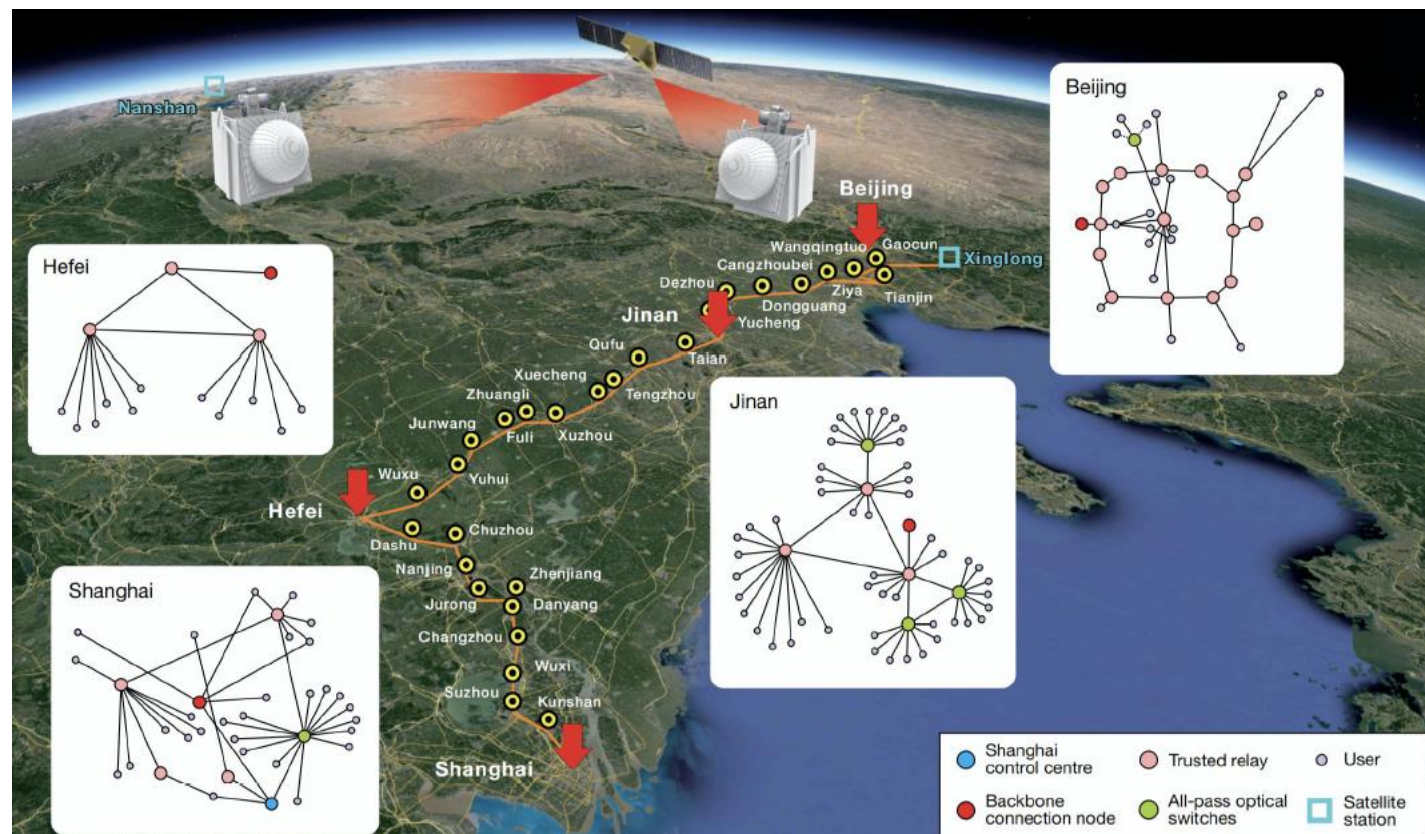 Nanshan
Beijing
Beijing
Wangqingtuo
Gaocun
Xinglong
Cangzhoubei
Hefei
Dezhou
Ziya
Tianjin
Dongguang
Jinan
Yucheng
Qufu
Taian
Xuecheng
Jinan
Zhuangli
Tengzhou
Junwang
Fuli
Xuzhou
Wuxu
Yuhui
Hefei
Chuzhou
Dashu
Nanjing
Zhenjiang
Shanghai
Jurong
Danyang
Changzhou
Wuxi
Suzhou
Kunshan
Shanghai
Shanghai
control centre
Trusted relay
User
Backbone
connection node
All-pass optical
switches
Satellite
station